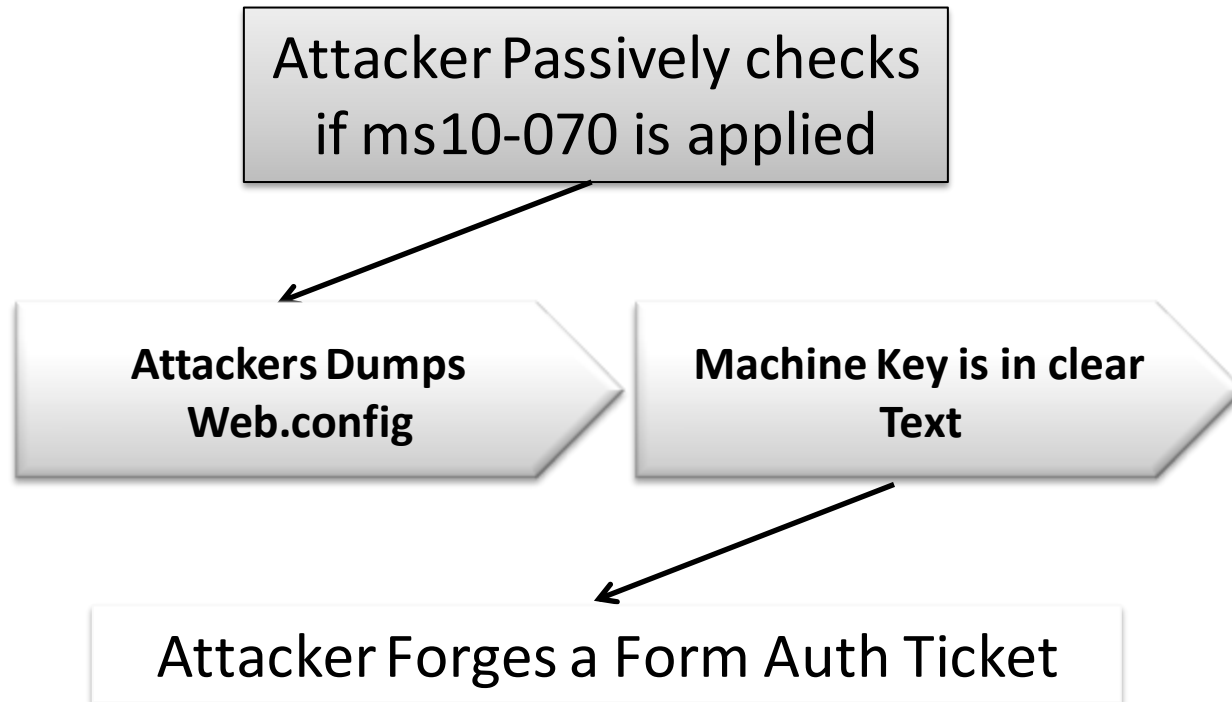 Attacker Passively checks
if ms10-070 is applied
Attackers Dumps
Web.config
Machine Key is in clear
Text
Attacker Forges a Form Auth Ticket